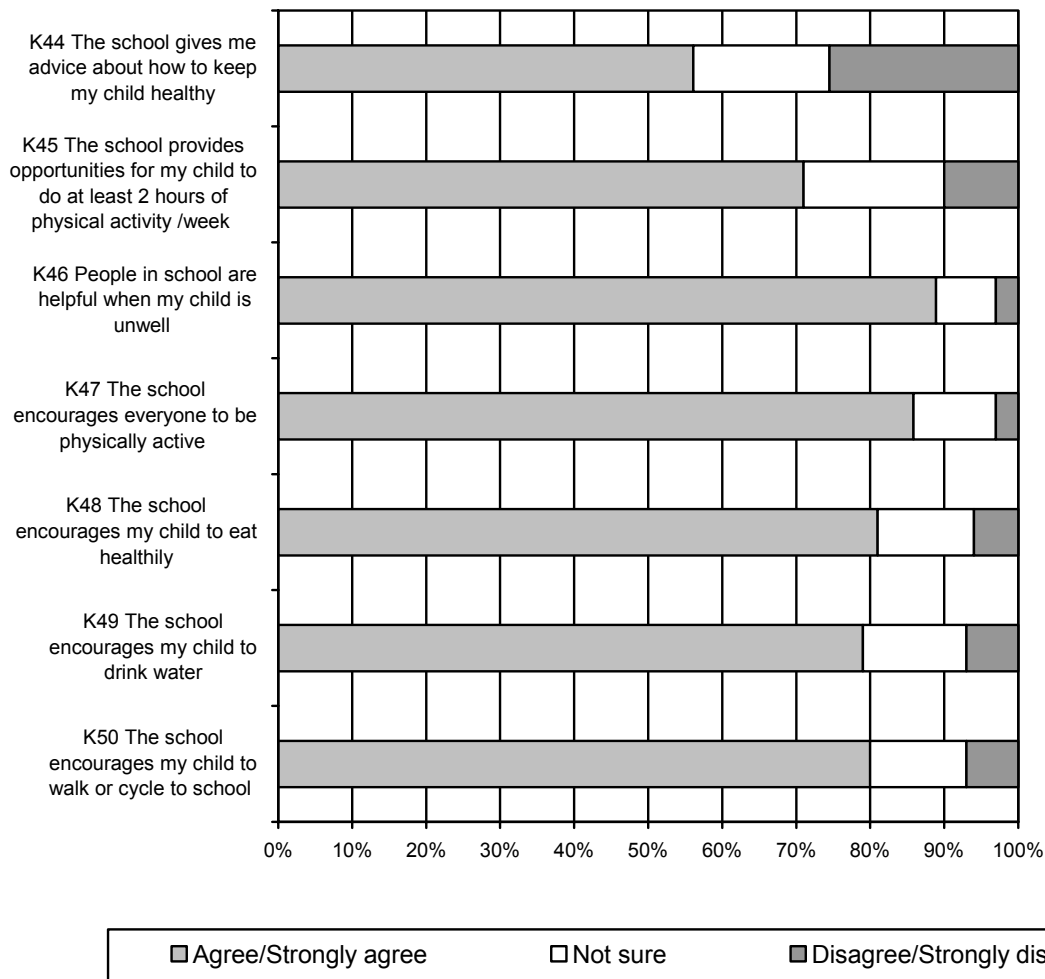 K44 The school gives me
advice about how to keep
my child healthy
K45 The school provides
opportunities for my child to
do at least 2 hours of
physical activity /week
K46 People in school are
helpful when my child is
unwell
K47 The school
encourages everyone to be
physically active
K48 The school
encourages my child to eat
healthily
K49 The school
encourages my child to
drink water
K50 The school
encourages my child to
walk or cycle to school
0% 10% 20% 30% 40% 50% 60% 70% 80% 90% 100%
Agree/Strongly agree Not sure Disagree/Strongly dis